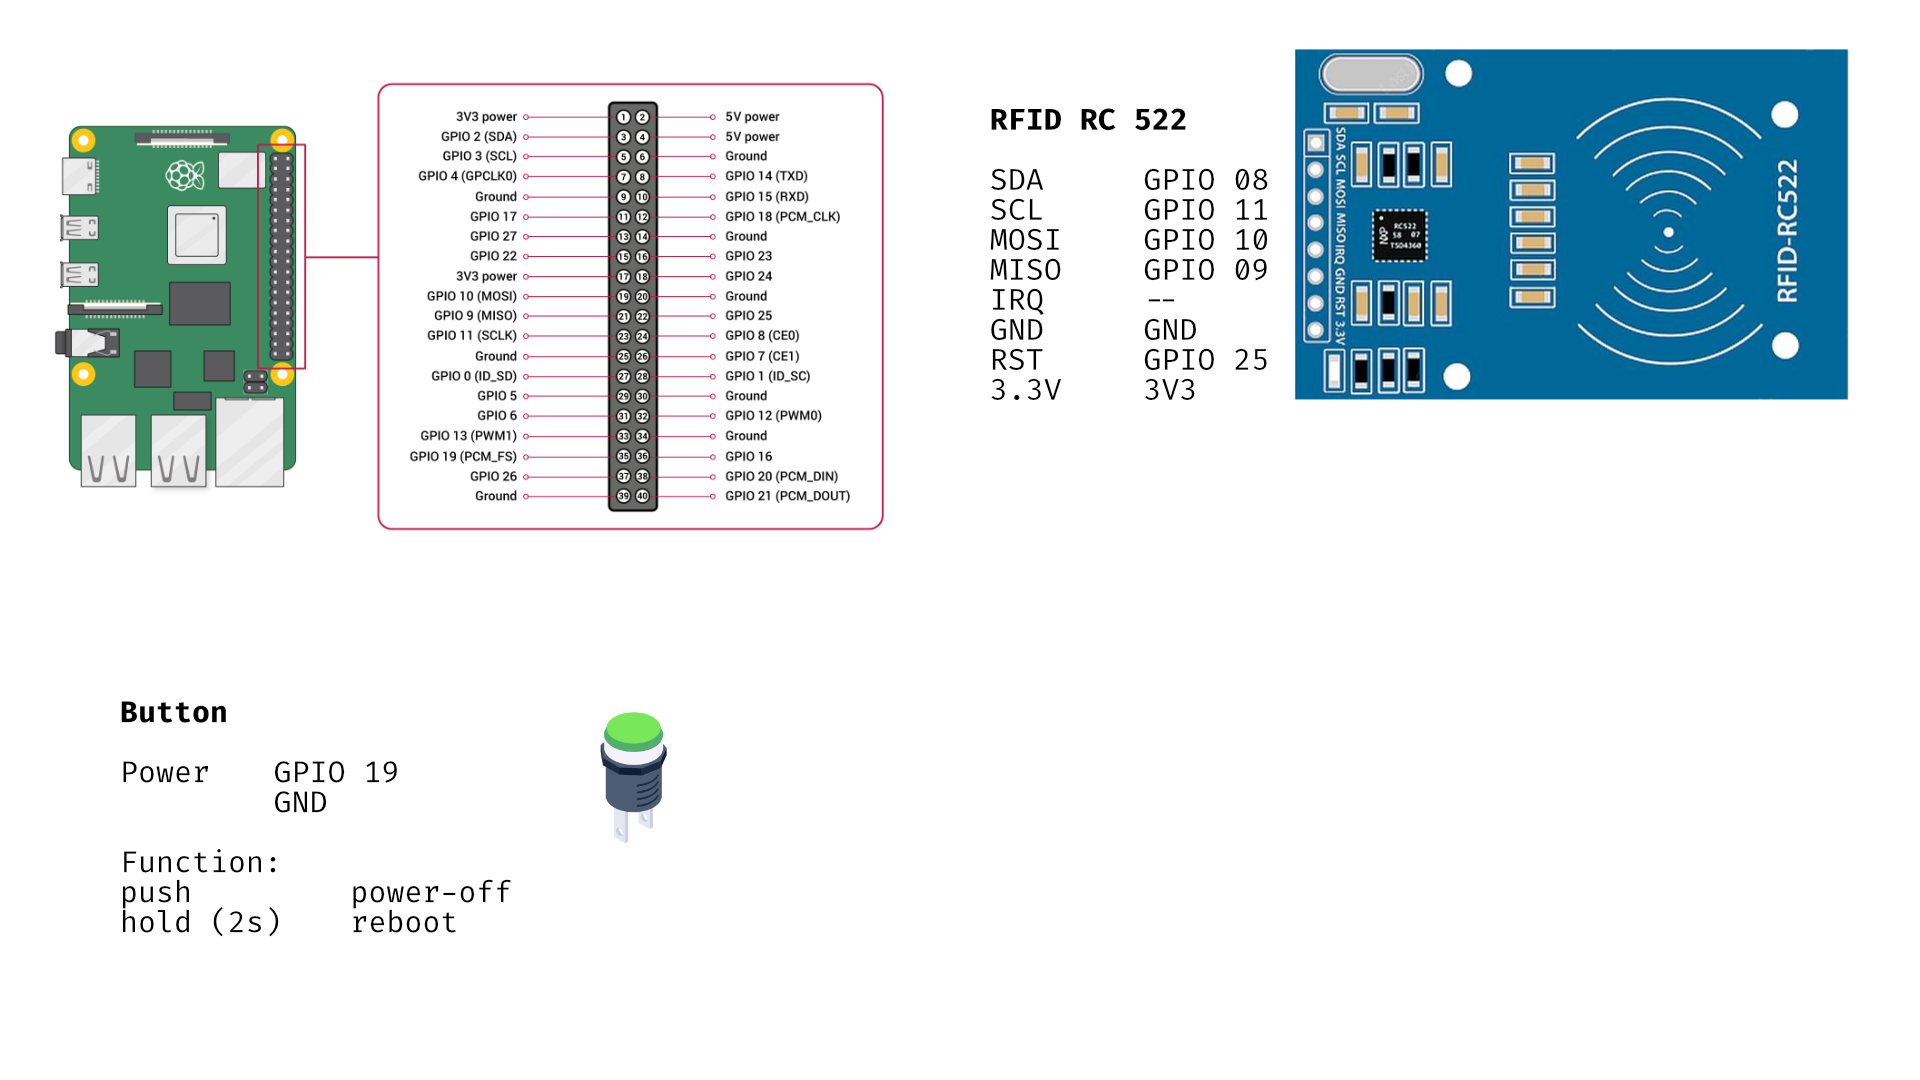 3V3 power 1 2 5V power
GPIO 2 (SDA) 3 4 5V power
GPIO 3 (SCL) 5 6 Ground
GPIO 4 (GPCLK0) 7 8 GPIO 14 (TXD)
Ground 9 10 GPIO 15 (RXD)
GPIO 17 11 12 GPIO 18 (PCM_CLK)
GPIO 27 13 14 Ground
GPIO 22 15 16 GPIO 23
3V3 power 17 18 GPIO 24
GPIO 10 (MOSI) 19 20 Ground
GPIO 9 (MISO) 21 22 GPIO 25
GPIO 11 (SCLK) 23 24 GPIO 8 (CE0)
Ground 25 26 GPIO 7 (CE1)
GPIO 0 (ID_SD) 27 28 GPIO 1 (ID_SC)
GPIO 5 29 30 Ground
GPIO 6 31 32 GPIO 12 (PWM0)
GPIO 13 (PWM1) 33 34 Ground
GPIO 19 (PCM_FS) 35 36 GPIO 16
GPIO 26 37 38 GPIO 20 (PCM_DIN)
Ground 39 40 GPIO 21 (PCM_DOUT)
RFID RC 522
SDA GPIO 08
SCL GPIO 11
MOSI GPIO 10
MISO GPIO 09
IRQ --
GND GND
RST GPIO 25
3.3V 3V3
SDA SCL MOSI MISO IRQ GND RST 3.3V
NXP
RC522
58 07
TSD4360
RFID-RC522
Button
Power GPIO 19
GND
Function:
push power-off
hold (2s) reboot